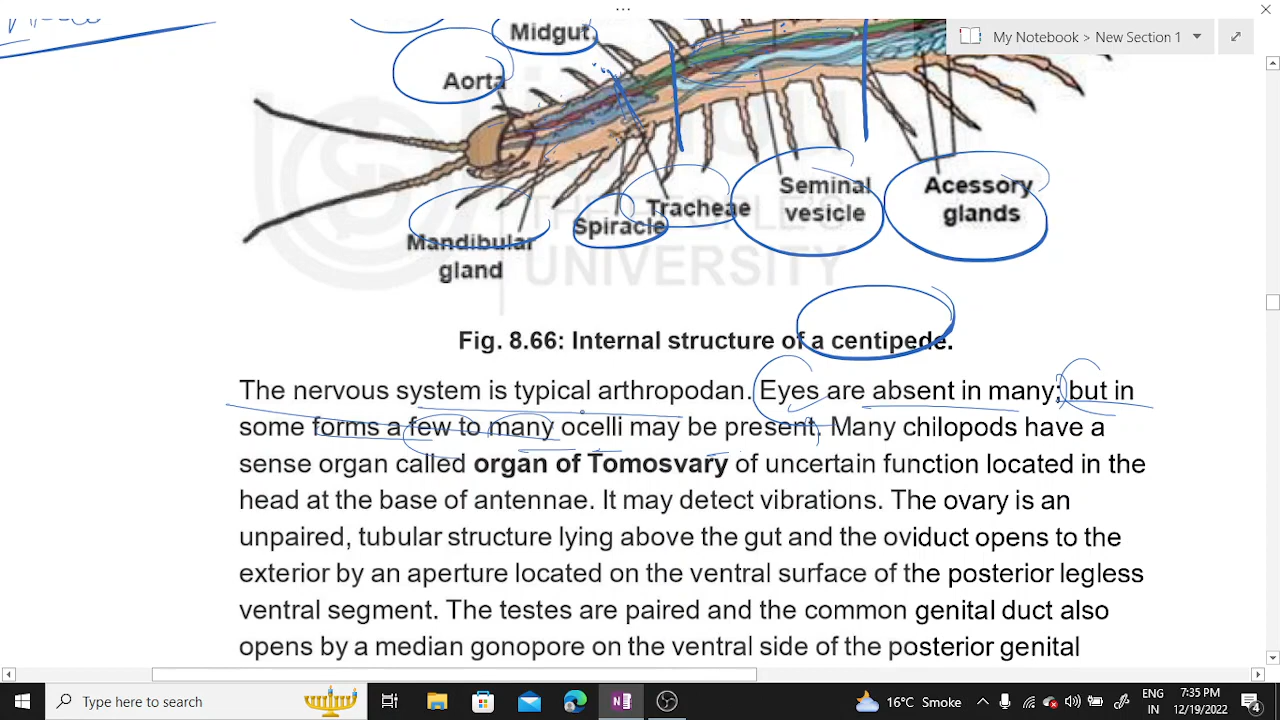 My Notebook > New Section 1
Midgut
Aorta
Seminal vesicle
Acessory glands
Tracheae
Spiracle
Mandibular gland
THE PEOPLE'S
UNIVERSITY
Fig. 8.66: Internal structure of a centipede.
The nervous system is typical arthropodan. Eyes are absent in many; but in
some forms a few to many ocelli may be present. Many chilopods have a
sense organ called organ of Tomosvary of uncertain function located in the
head at the base of antennae. It may detect vibrations. The ovary is an
unpaired, tubular structure lying above the gut and the oviduct opens to the
exterior by an aperture located on the ventral surface of the posterior legless
ventral segment. The testes are paired and the common genital duct also
opens by a median gonopore on the ventral side of the posterior genital
Type here to search
16°C Smoke
ENG
IN
7:35 PM
12/19/2022
4